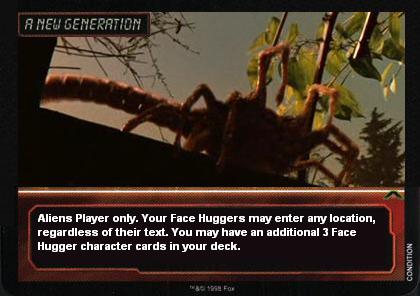 A NEW GENERATION
Aliens Player only. Your Face Huggers may enter any location,
regardless of their text. You may have an additional 3 Face
Hugger character cards in your deck.
CONDITION
™&© 1998 Fox